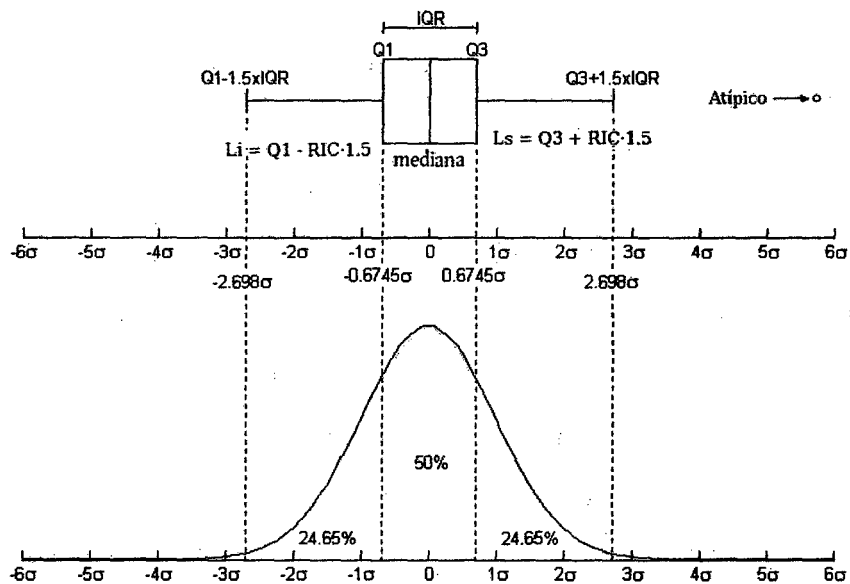 IQR
Q1 Q3
Q1-1.5xIQR Q3+1.5xIQR
Atípico
Li = Q1 - RIC·1.5 Ls = Q3 + RIC·1.5
mediana
-6σ -5σ -4σ -3σ -2σ -1σ 0 1σ 2σ 3σ 4σ 5σ 6σ
-2.698σ -0.6745σ 0.6745σ 2.698σ
50%
24.65% 24.65%
-6σ -5σ -4σ -3σ -2σ -1σ 0 1σ 2σ 3σ 4σ 5σ 6σ